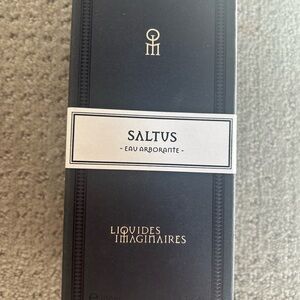 SALTUS
- EAU ARBORANTE -
LIQUIDES
IMAGINAIRES